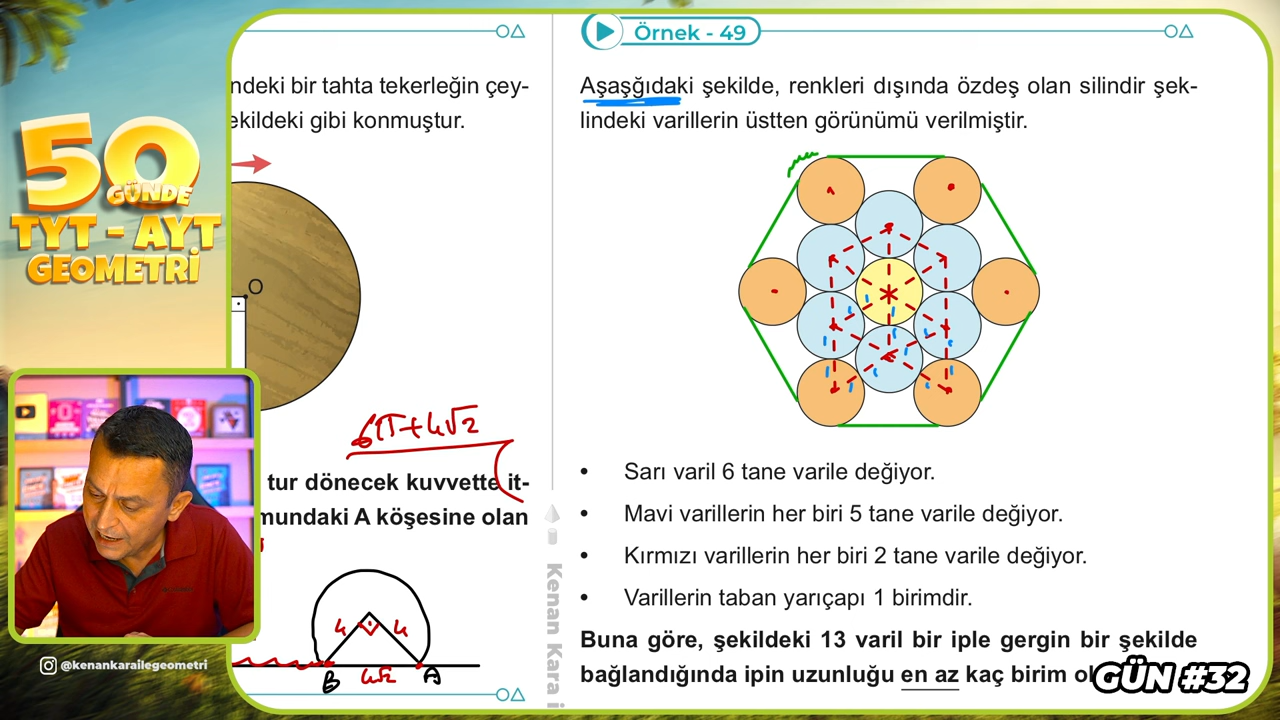 50
GÜNDE
TYT - AYT
GEOMETRİ
ndeki bir tahta tekerleğin çey-
ekildeki gibi konmuştur.
O
6π+4√2
tur dönecek kuvvette it-
mundaki A köşesine olan
4 4
B 4√2 A
@kenankarailegeometri
Kenan Kara i
Örnek - 49
Aşaşğıdaki şekilde, renkleri dışında özdeş olan silindir şek-
lindeki varillerin üstten görünümü verilmiştir.
• Sarı varil 6 tane varile değiyor.
• Mavi varillerin her biri 5 tane varile değiyor.
• Kırmızı varillerin her biri 2 tane varile değiyor.
• Varillerin taban yarıçapı 1 birimdir.
Buna göre, şekildeki 13 varil bir iple gergin bir şekilde
bağlandığında ipin uzunluğu en az kaç birim ol
GÜN #32